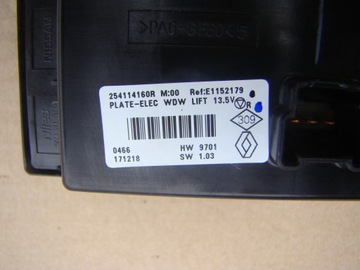 >PA6-GF30<
254114160R M:00 Ref:E1152179
PLATE-ELEC WDW LIFT 13.5V
R
309
0466 HW 9701
171218 SW 1.03
NISSAN